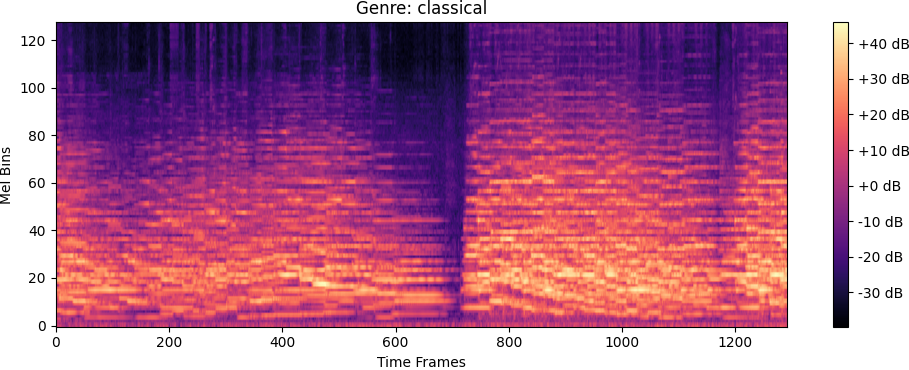 Genre: classical
Mel Bins
120
100
80
60
40
20
0
0 200 400 600 800 1000 1200
Time Frames
+40 dB
+30 dB
+20 dB
+10 dB
+0 dB
-10 dB
-20 dB
-30 dB